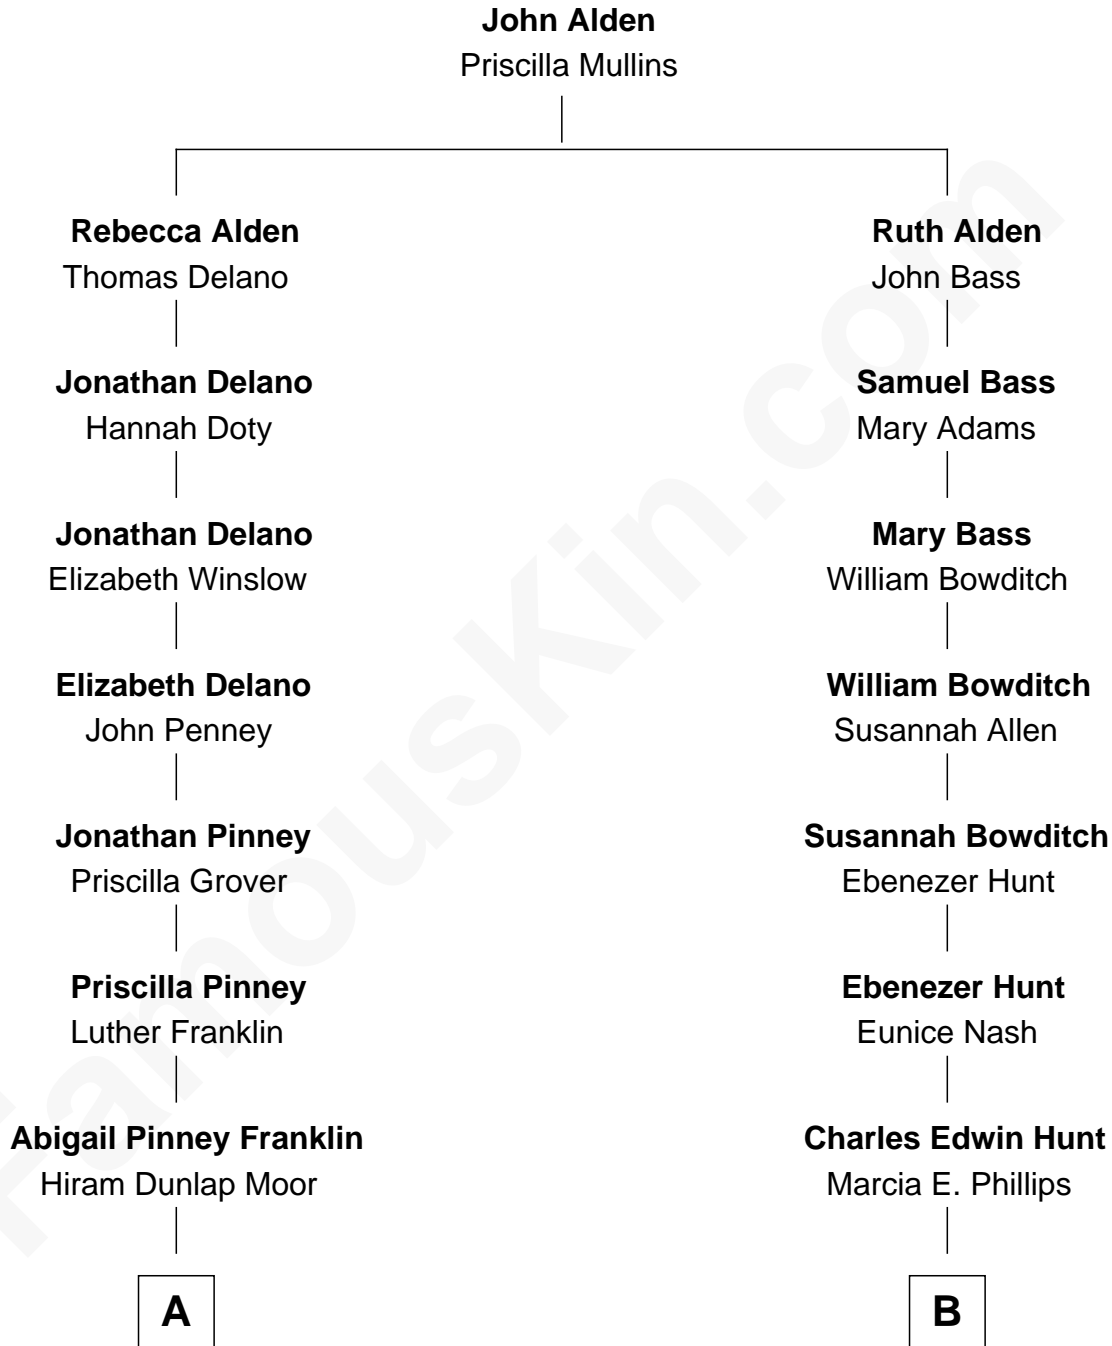 John Alden
Priscilla Mullins
Rebecca Alden
Thomas Delano
Ruth Alden
John Bass
Jonathan Delano
Hannah Doty
Samuel Bass
Mary Adams
Jonathan Delano
Elizabeth Winslow
Mary Bass
William Bowditch
Elizabeth Delano
John Penney
William Bowditch
Susannah Allen
Jonathan Pinney
Priscilla Grover
Susannah Bowditch
Ebenezer Hunt
Priscilla Pinney
Luther Franklin
Ebenezer Hunt
Eunice Nash
Abigail Pinney Franklin
Hiram Dunlap Moor
Charles Edwin Hunt
Marcia E. Phillips
A
B
FamousKin.com